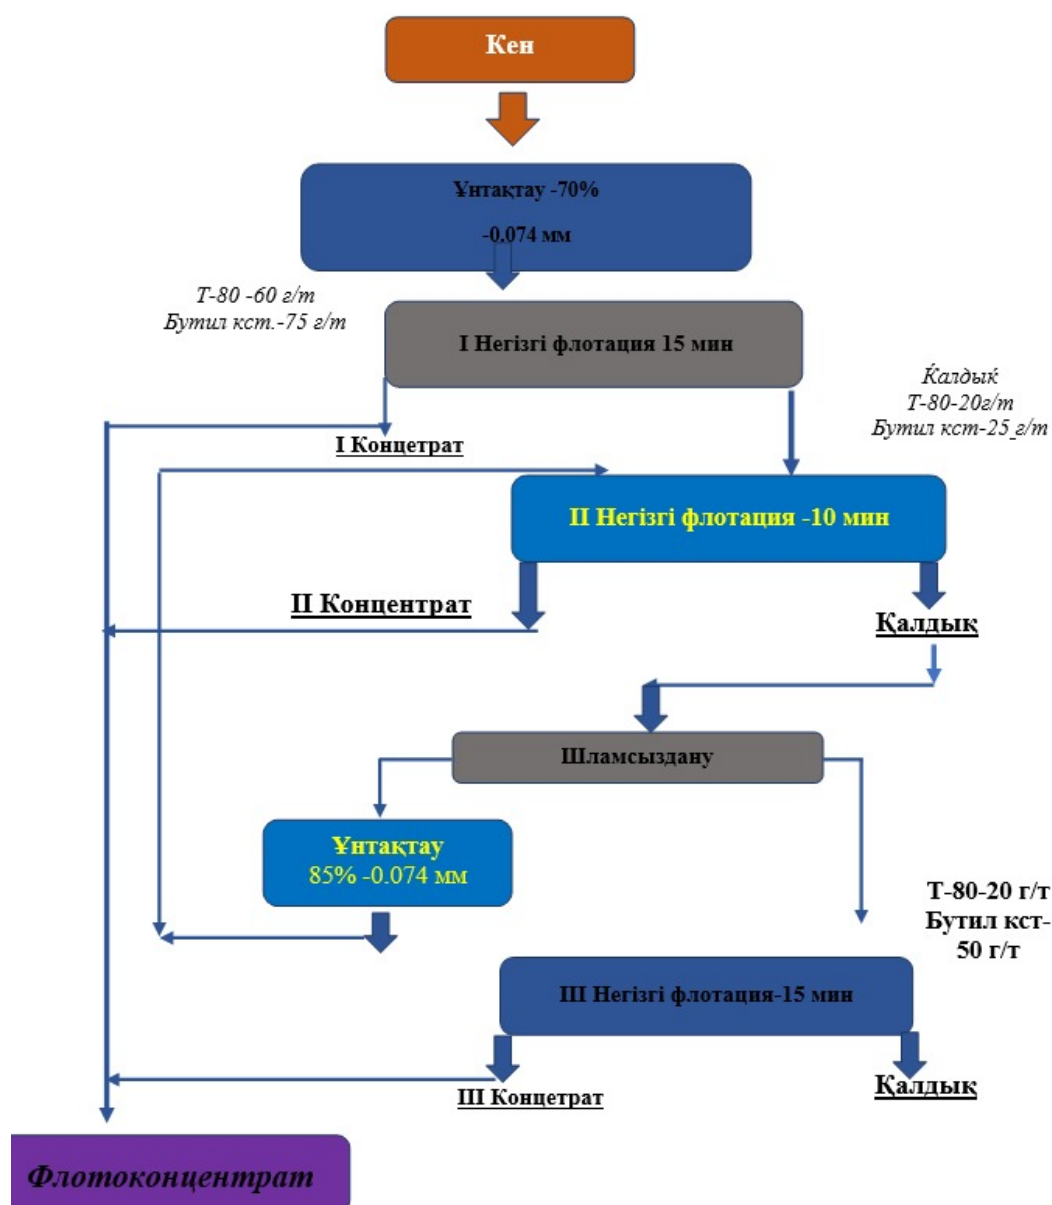 Кен
Ұнтақтау -70%
-0.074 мм
Т-80 -60 г/т
Бутил кст.-75 г/т
I Негізгі флотация 15 мин
Ќалдыќ
Т-80-20г/т
Бутил кст-25 г/т
I Концетрат
II Негізгі флотация -10 мин
II Концентрат
Қалдық
Шламсыздану
Ұнтақтау
85% -0.074 мм
Т-80-20 г/т
Бутил кст-
50 г/т
III Негізгі флотация-15 мин
III Концетрат
Қалдық
Флотоконцентрат